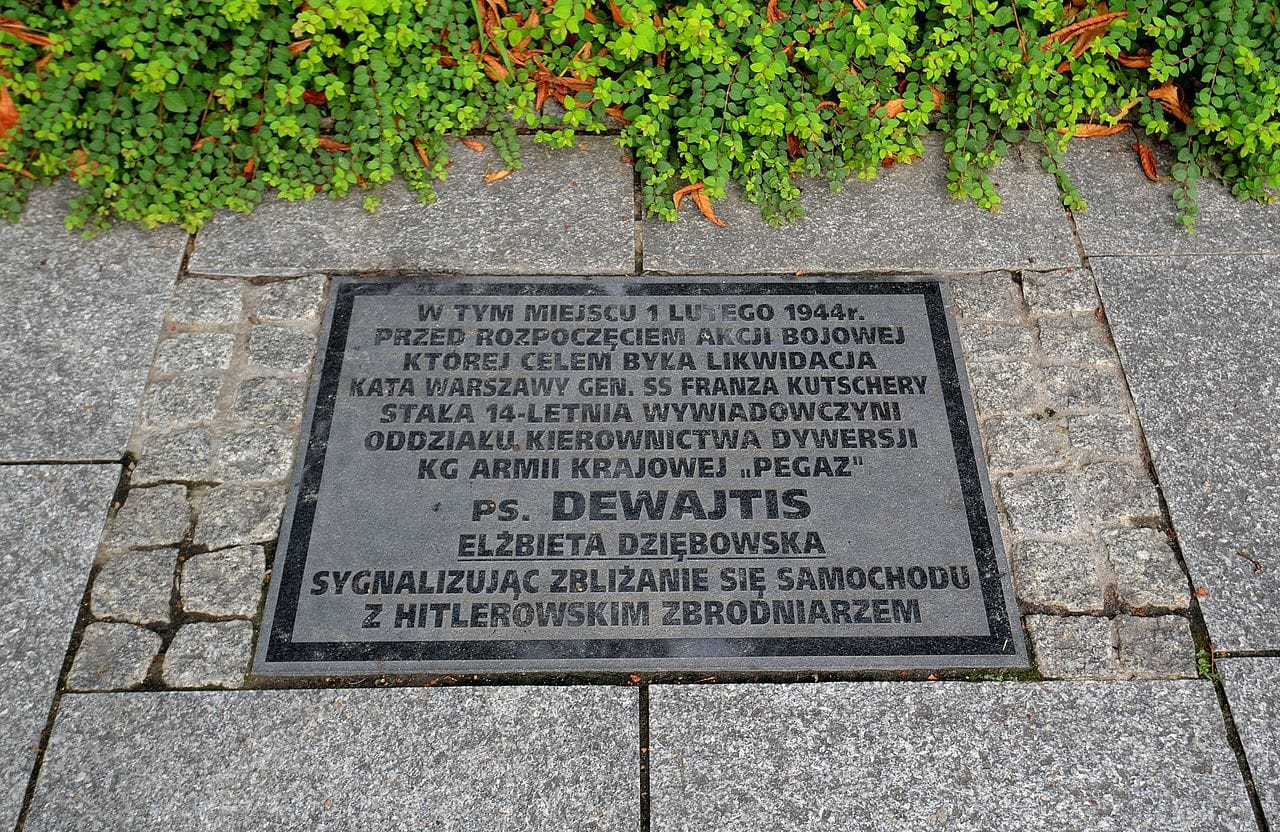 W TYM MIEJSCU 1 LUTEGO 1944r.
PRZED ROZPOCZĘCIEM AKCJI BOJOWEJ
KTÓREJ CELEM BYŁA LIKWIDACJA
KATA WARSZAWY GEN. SS FRANZA KUTSCHERY
STAŁA 14-LETNIA WYWIADOWCZYNI
ODDZIAŁU KIEROWNICTWA DYWERSJI
KG ARMII KRAJOWEJ „PEGAZ"
PS. DEWAJTIS
ELŻBIETA DZIĘBOWSKA
SYGNALIZUJĄC ZBLIŻANIE SIĘ SAMOCHODU
Z HITLEROWSKIM ZBRODNIARZEM